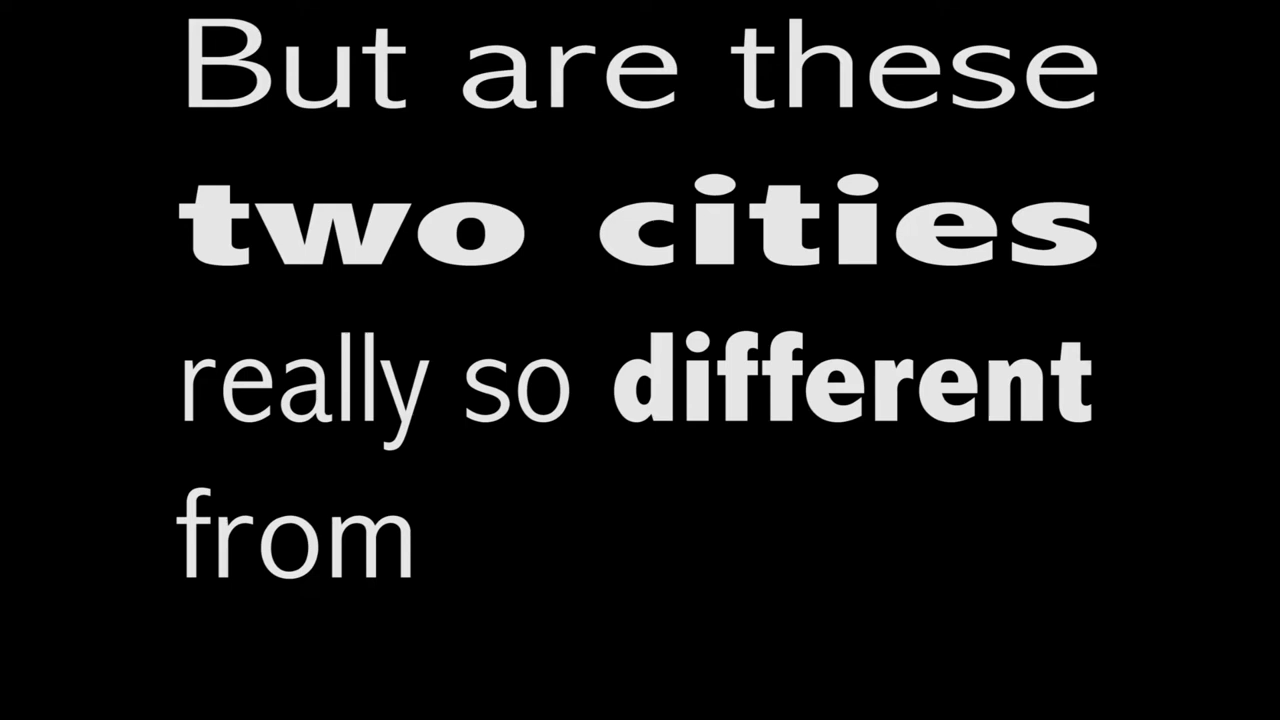 But are these
two cities
really so different
from